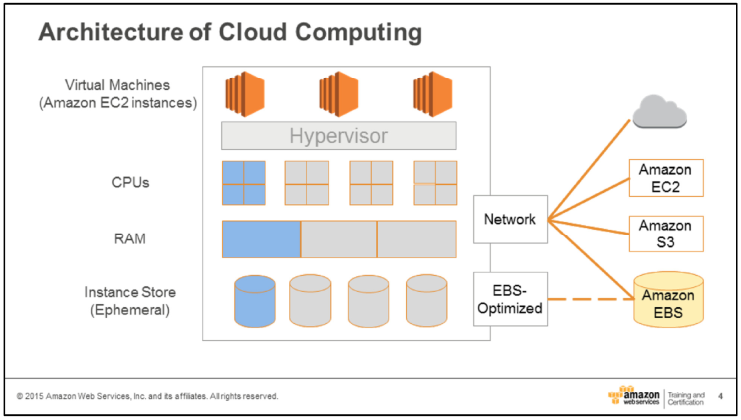 Architecture of Cloud Computing
Virtual Machines
(Amazon EC2 instances)
Hypervisor
CPUs
RAM
Instance Store
(Ephemeral)
Network
EBS-
Optimized
Amazon
EC2
Amazon
S3
Amazon
EBS
© 2015 Amazon Web Services, Inc. and its affiliates. All rights reserved.
amazon
web services
Training and
Certification
4